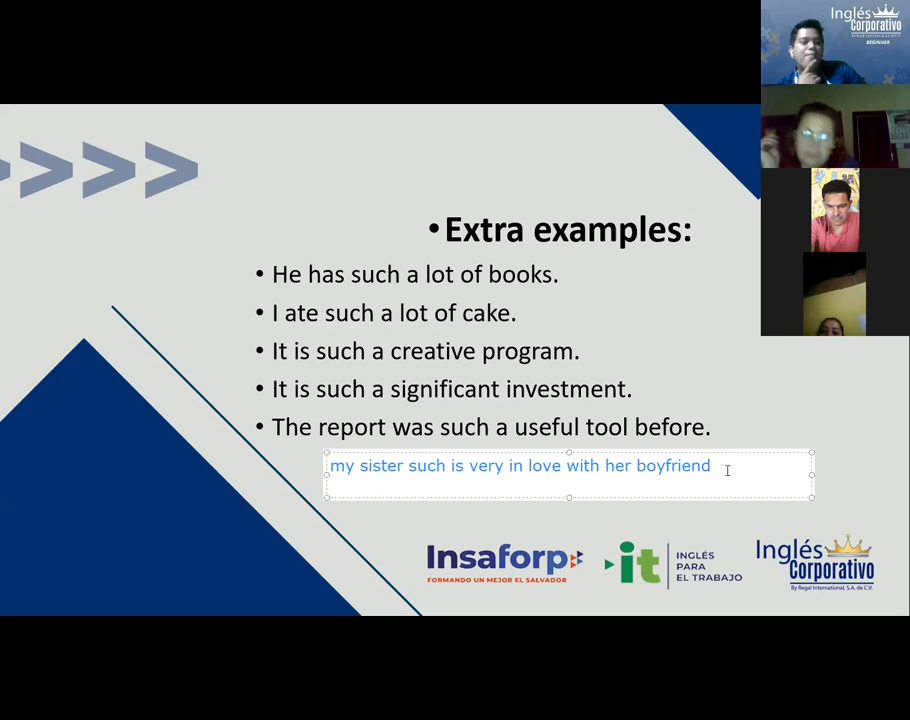 Inglés
Corporativo
BEGINNER
>>>>
• Extra examples:
• He has such a lot of books.
• I ate such a lot of cake.
• It is such a creative program.
• It is such a significant investment.
• The report was such a useful tool before.
my sister such is very in love with her boyfriend
Insaforp
FORMANDO UN MEJOR EL SALVADOR
it
INGLÉS
PARA
EL TRABAJO
Inglés
Corporativo
By Regal International, S.A. de C.V.